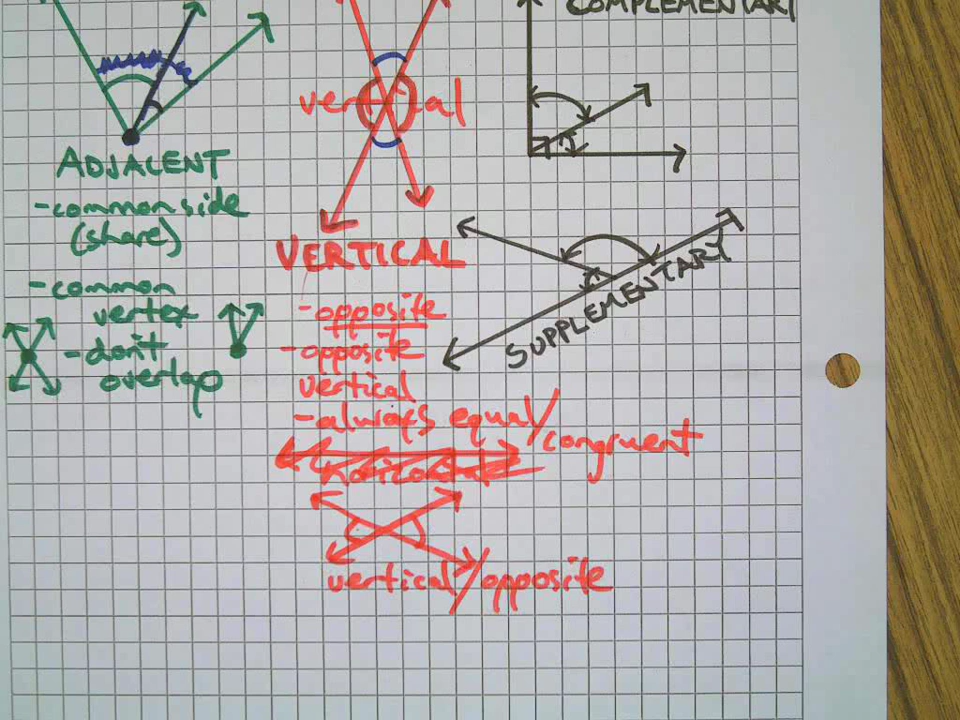 COMPLEMENTARY
vertical
ADJACENT
-common side
(share)
-common
vertex
-don't
overlap
VERTICAL
-opposite
-opposite
vertical
-always equal/
congruent
horizontal
vertical/opposite
SUPPLEMENTARY